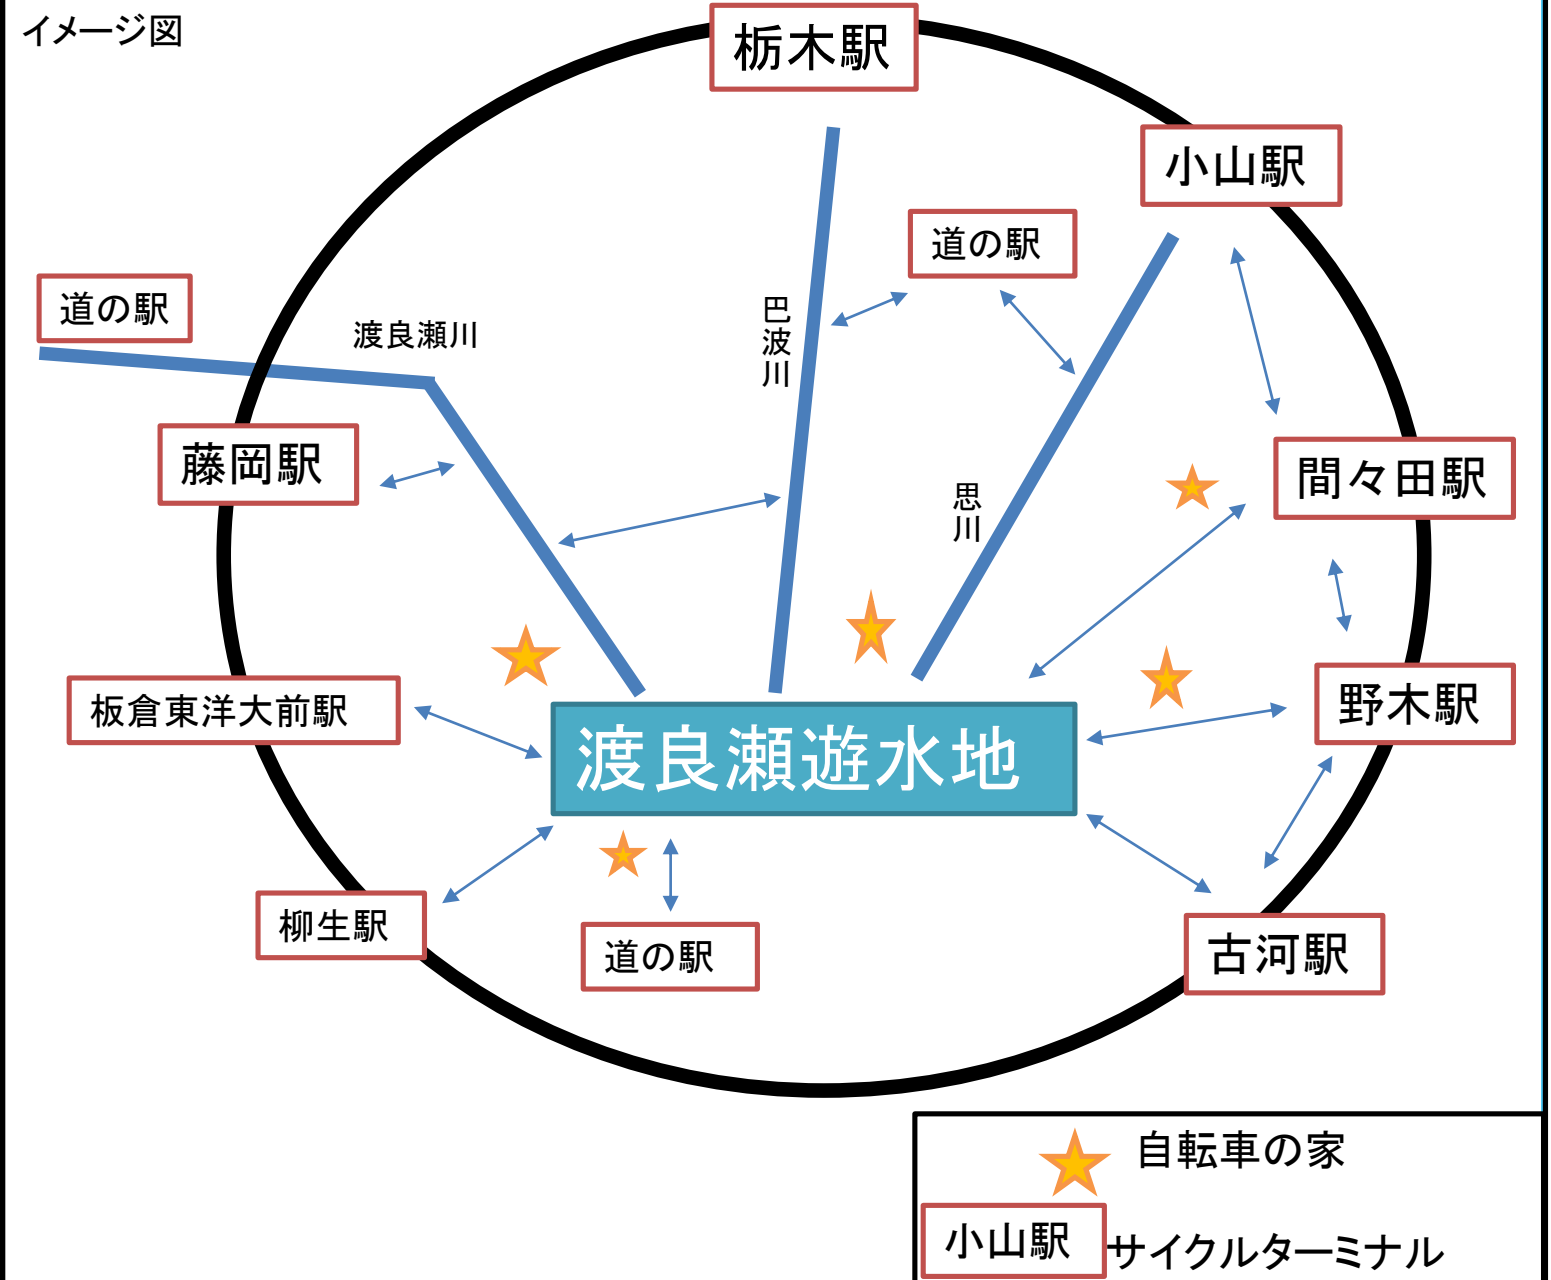 イメージ図
栃木駅
小山駅
道の駅
道の駅
渡良瀬川
巴波川
藤岡駅
間々田駅
思川
板倉東洋大前駅
野木駅
渡良瀬遊水地
柳生駅
道の駅
古河駅
自転車の家
小山駅
サイクルターミナル